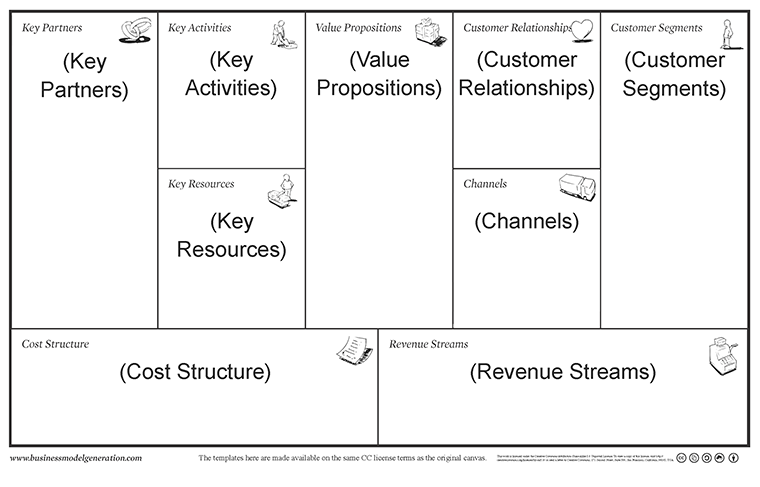 Key Partners
(Key
Partners)
Key Activities
(Key
Activities)
Value Propositions
(Value
Propositions)
Customer Relationships
(Customer
Relationships)
Customer Segments
(Customer
Segments)
Key Resources
(Key
Resources)
Channels
(Channels)
Cost Structure
(Cost Structure)
Revenue Streams
(Revenue Streams)
www.businessmodelgeneration.com
The templates here are made available on the same CC license terms as the original canvas.